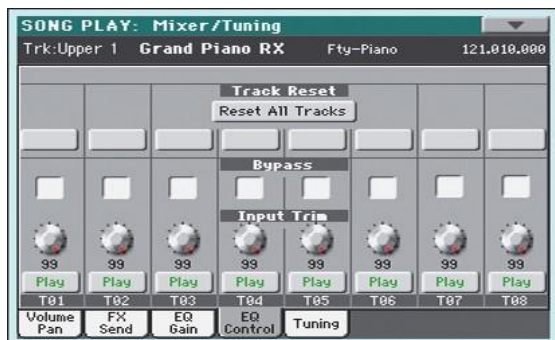 SONG PLAY: Mixer/Tuning
Trk:Upper 1 Grand Piano RX Fty-Piano 121.010.000
Track Reset
Reset All Tracks
Bypass
Input Trim
99 99 99 99 99 99 99 99
Play Play Play Play Play Play Play Play
T01 T02 T03 T04 T05 T06 T07 T08
Volume Pan FX Send EQ Gain EQ Control Tuning